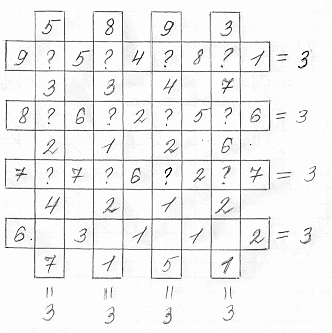 5 8 9 3
9 ? 5 ? 4 ? 8 ? 1 = 3
3 3 4 7
8 ? 6 ? 2 ? 5 ? 6 = 3
2 1 2 6
7 ? 7 ? 6 ? 2 ? 7 = 3
4 2 1 2
6. 3 1 1 2 = 3
7 1 5 1
= = = =
3 3 3 3